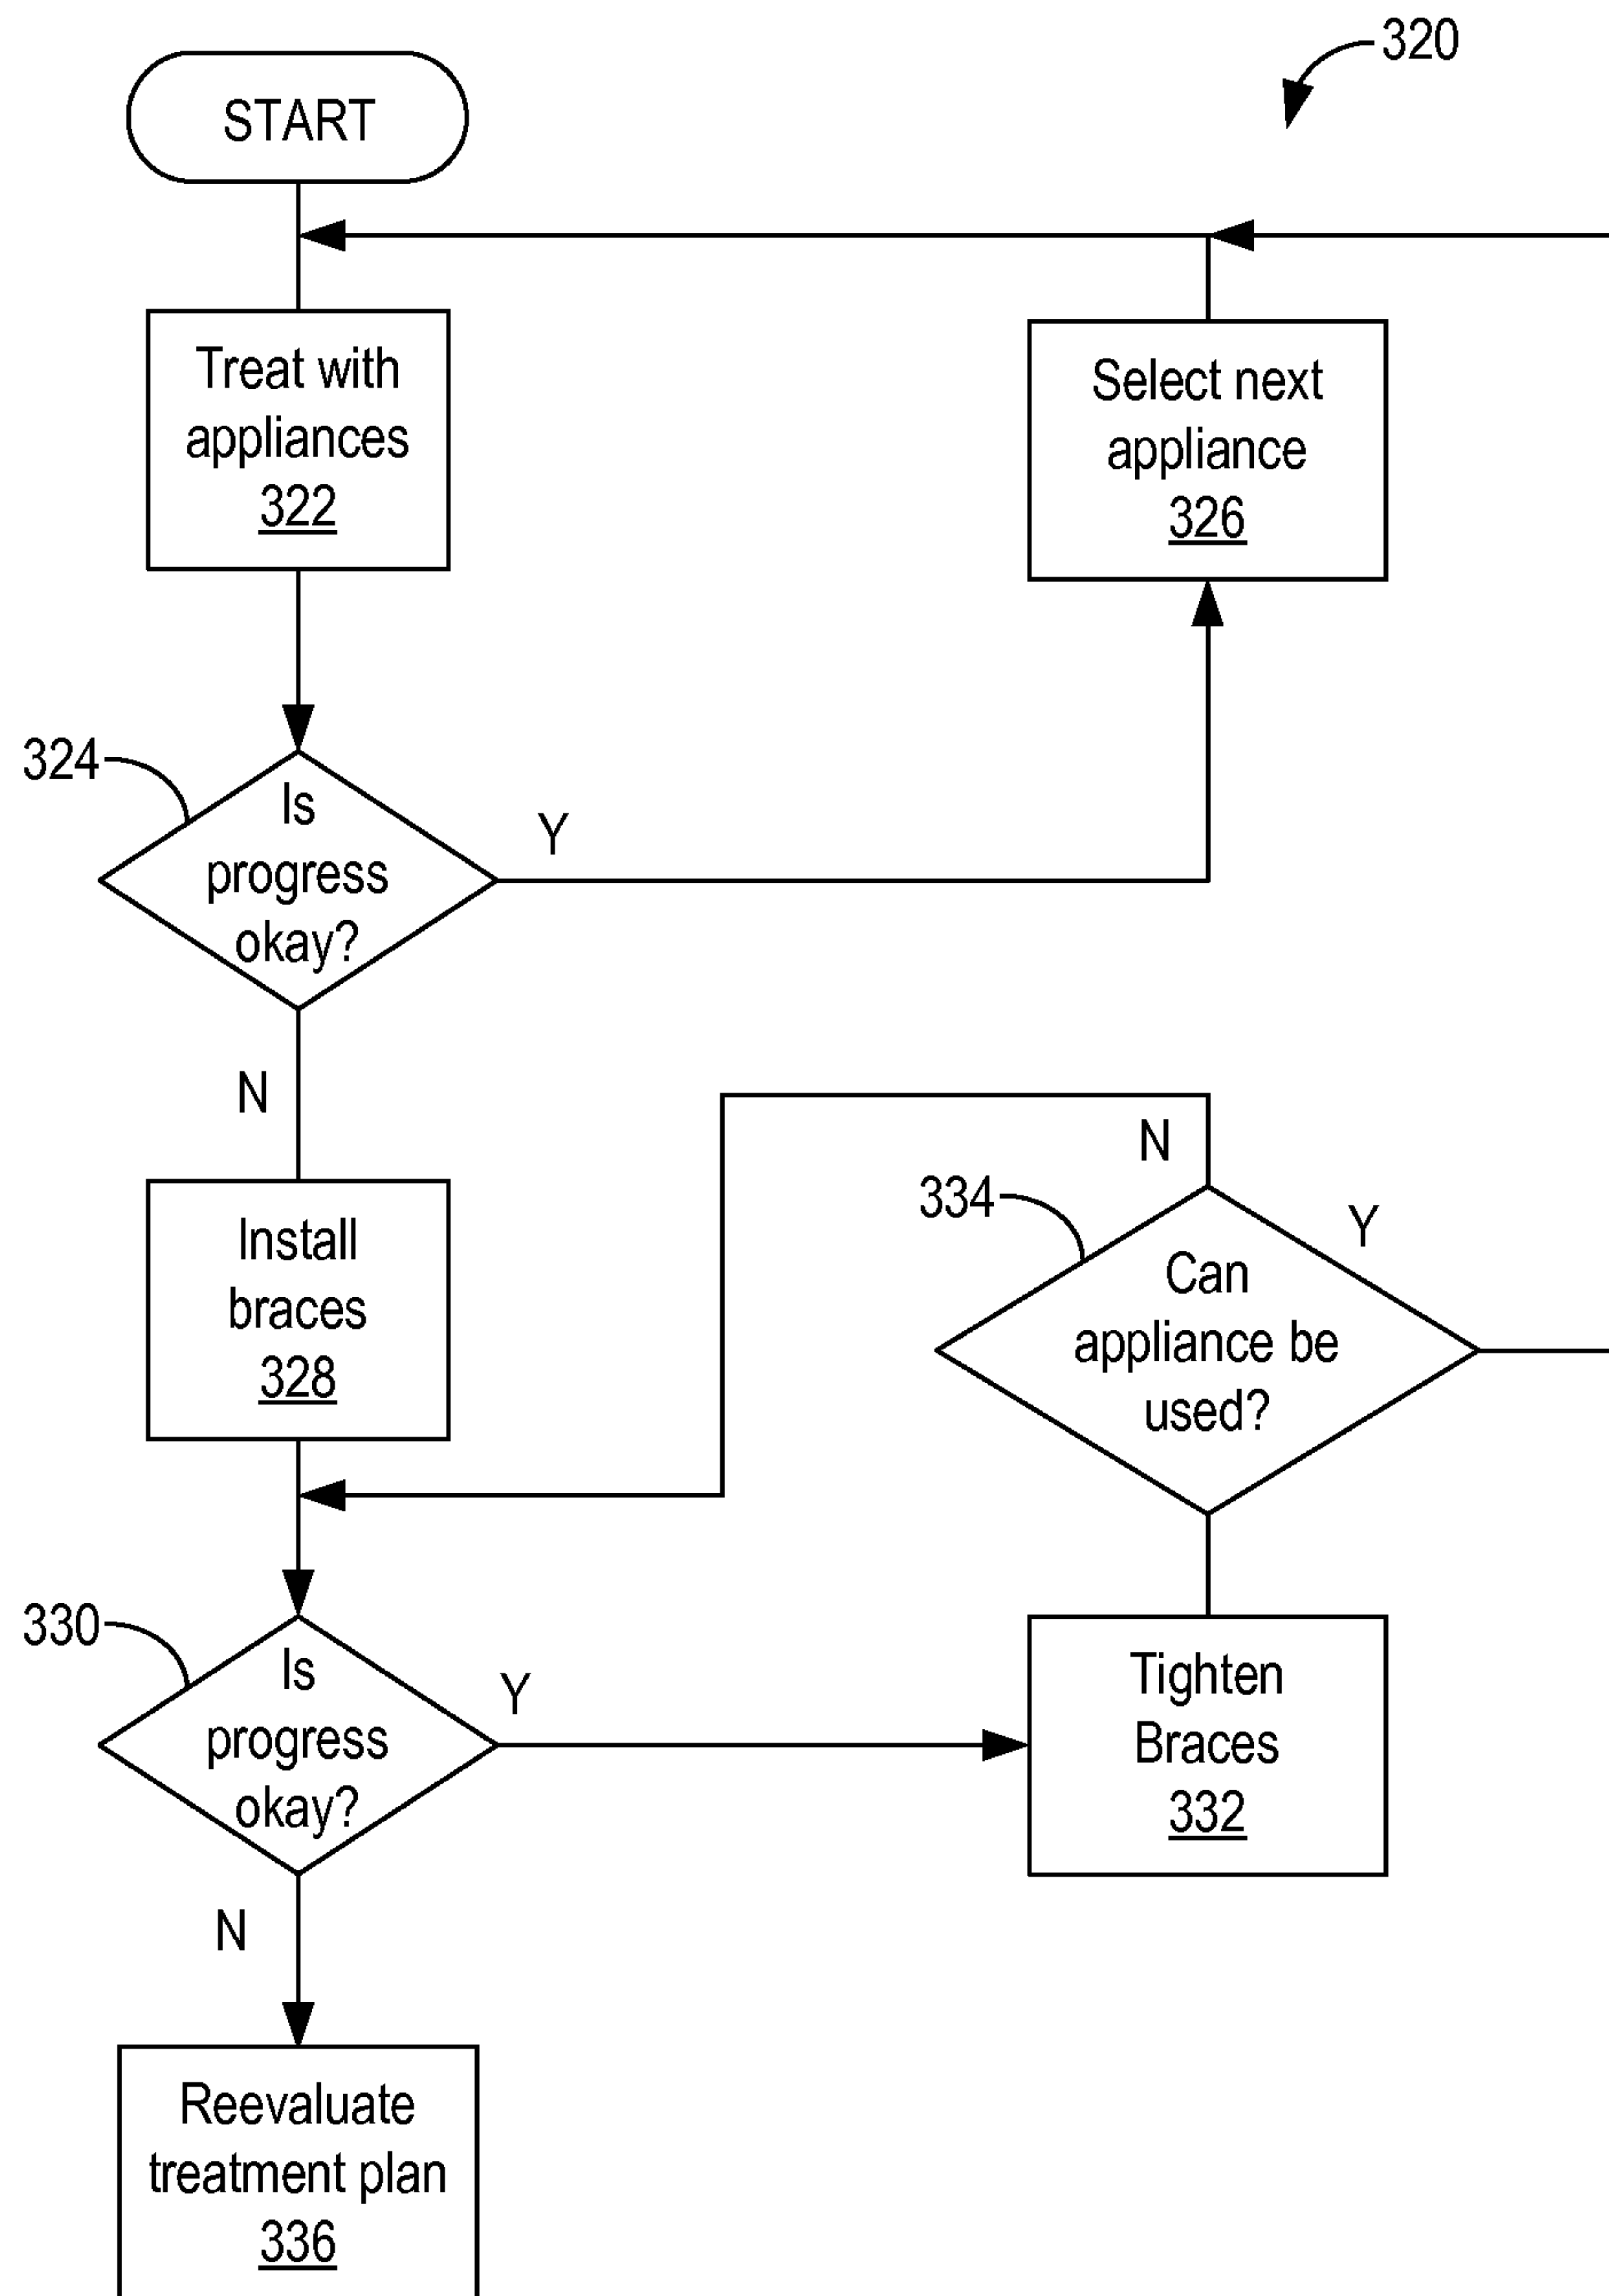 320
START
Treat with
appliances
322
Select next
appliance
326
324
Is
progress
okay?
Y
N
Install
braces
328
N
334
Y
Can
appliance be
used?
330
Is
progress
okay?
Y
Tighten
Braces
332
N
Reevaluate
treatment plan
336